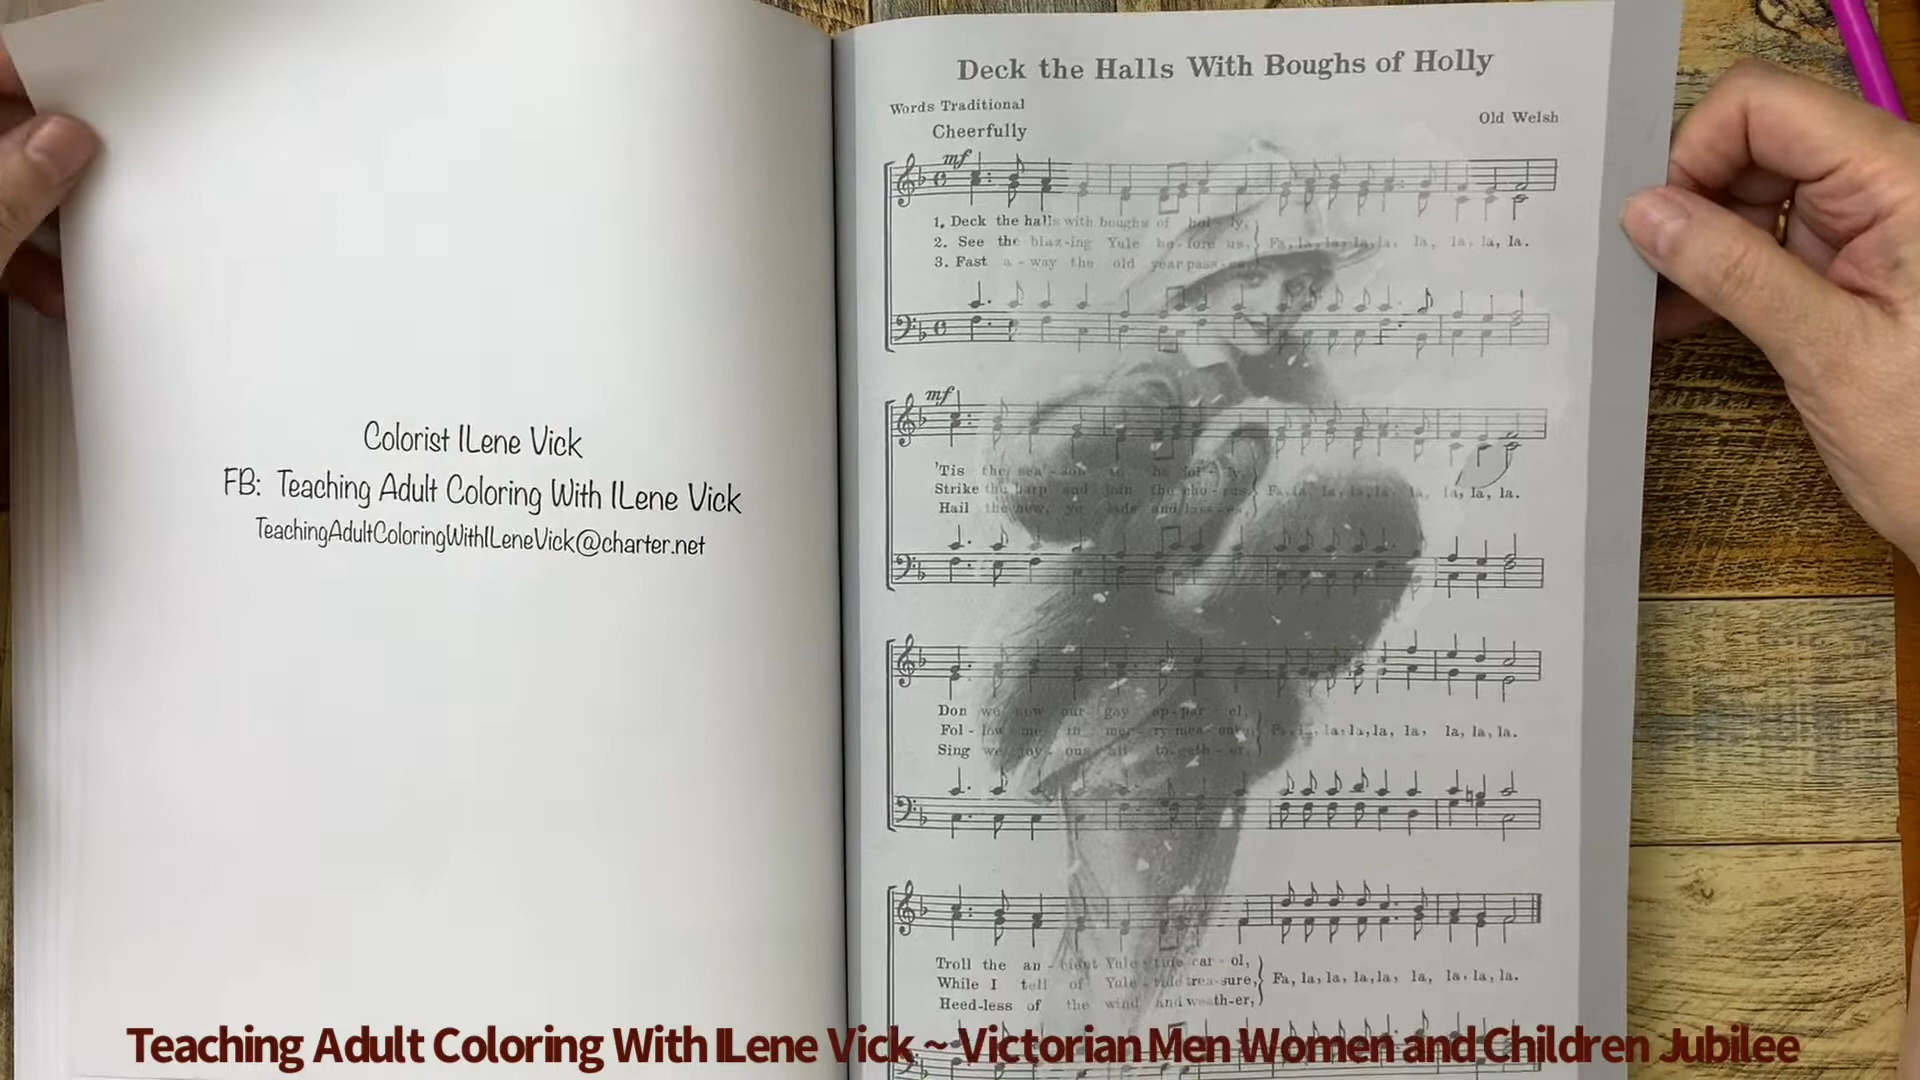 Colorist ILene Vick
FB: Teaching Adult Coloring With ILene Vick
TeachingAdultColoringWithILeneVick@charter.net
Deck the Halls With Boughs of Holly
Words Traditional
Old Welsh
Cheerfully
mf
1. Deck the halls with boughs of hol - ly,
2. See the blaz-ing Yule be - fore us, Fa, la, la, la, la, la, la, la, la.
3. Fast a - way the old year pass - es,
mf
'Tis the sea - son to be jol - ly,
Strike the harp and join the cho - rus, Fa, la, la, la, la, la, la, la, la.
Hail the new, ye lads and lass - es,
Don we now our gay ap - par - el,
Fol - low me in mer - ry meas - ure, Fa, la, la, la, la, la, la, la, la.
Sing we joy - ous all to-geth - er,
Troll the an - cient Yule - tide car - ol,
While I tell of Yule - tide trea-sure, Fa, la, la, la, la, la, la, la, la.
Heed-less of the wind and weath-er,
Teaching Adult Coloring With ILene Vick ~ Victorian Men Women and Children Jubilee